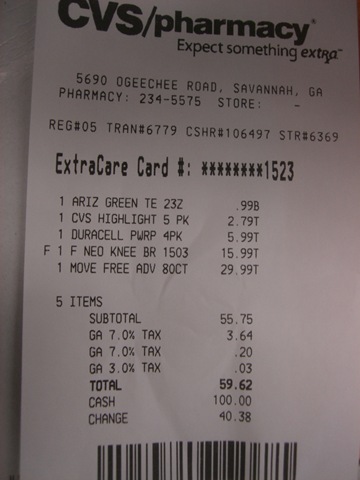 CVS/pharmacy®
Expect something extra™
5690 OGEECHEE ROAD, SAVANNAH, GA
PHARMACY: 234-5575 STORE: -
REG#05 TRAN#6779 CSHR#106497 STR#6369
ExtraCare Card #: ********1523
1 ARIZ GREEN TE 23Z .99B
1 CVS HIGHLIGHT 5 PK 2.79T
1 DURACELL PWRP 4PK 5.99T
F 1 F NEO KNEE BR 1503 15.99T
1 MOVE FREE ADV 80CT 29.99T
5 ITEMS
SUBTOTAL 55.75
GA 7.0% TAX 3.64
GA 7.0% TAX .20
GA 3.0% TAX .03
TOTAL 59.62
CASH 100.00
CHANGE 40.38